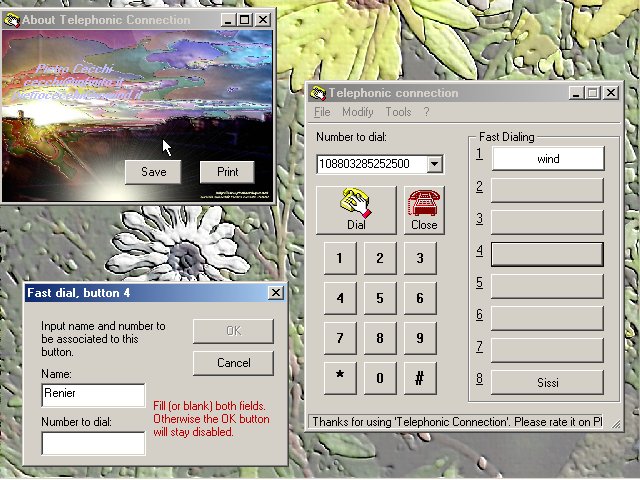 About Telephonic Connection
Pietro Cecchi
Save
Print
Telephonic connection
File Modify Tools ?
Number to dial:
108803285252500
Dial
Close
1 2 3
4 5 6
7 8 9
* 0 #
Fast Dialing
1 wind
2
3
4
5
6
7
8 Sissi
Thanks for using 'Telephonic Connection'. Please rate it on Pl
Fast dial, button 4
Input name and number to
be associated to this
button.
OK
Cancel
Name:
Renier
Number to dial:
Fill (or blank) both fields.
Otherwise the OK button
will stay disabled.